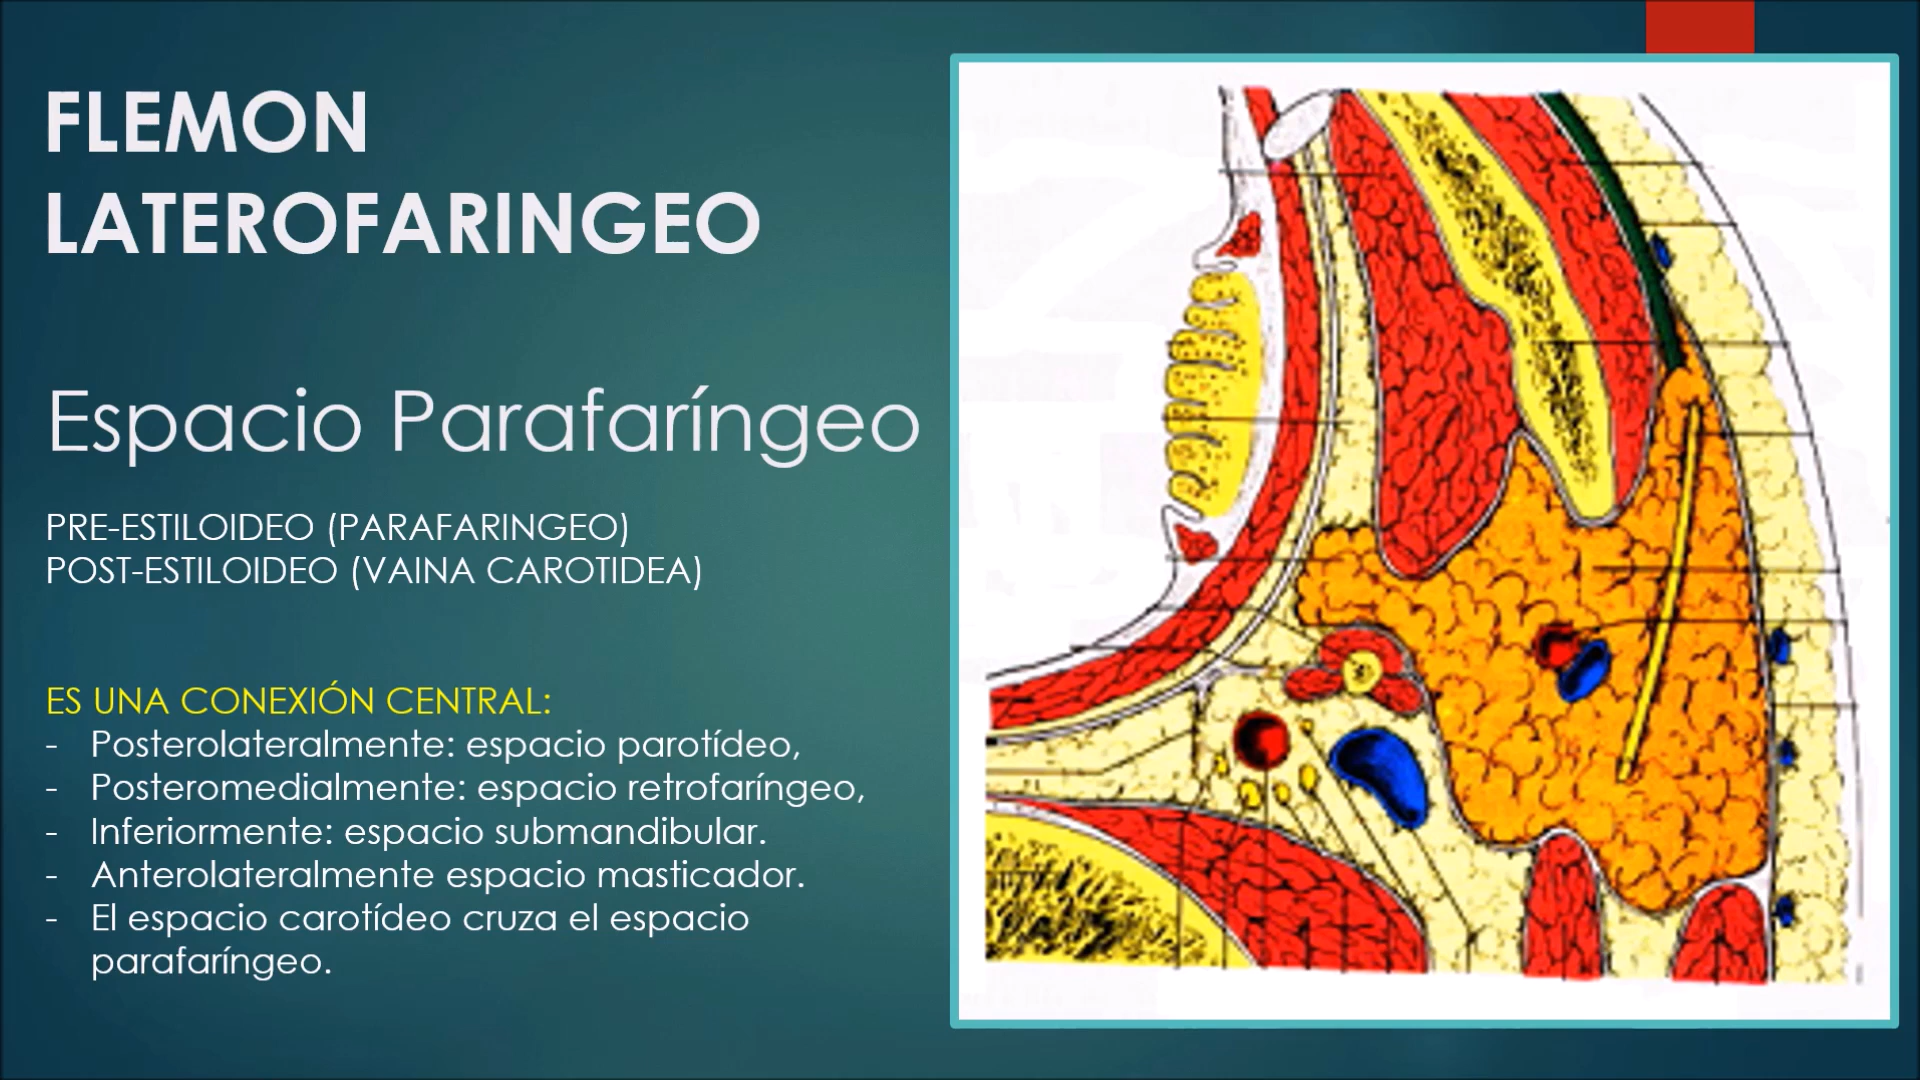 FLEMON
LATEROFARINGEO
Espacio Parafaríngeo
PRE-ESTILOIDEO (PARAFARINGEO)
POST-ESTILOIDEO (VAINA CAROTIDEA)
ES UNA CONEXIÓN CENTRAL:
- Posterolateralmente: espacio parotídeo,
- Posteromedialmente: espacio retrofaríngeo,
- Inferiormente: espacio submandibular.
- Anterolateralmente espacio masticador.
- El espacio carotídeo cruza el espacio
parafaríngeo.